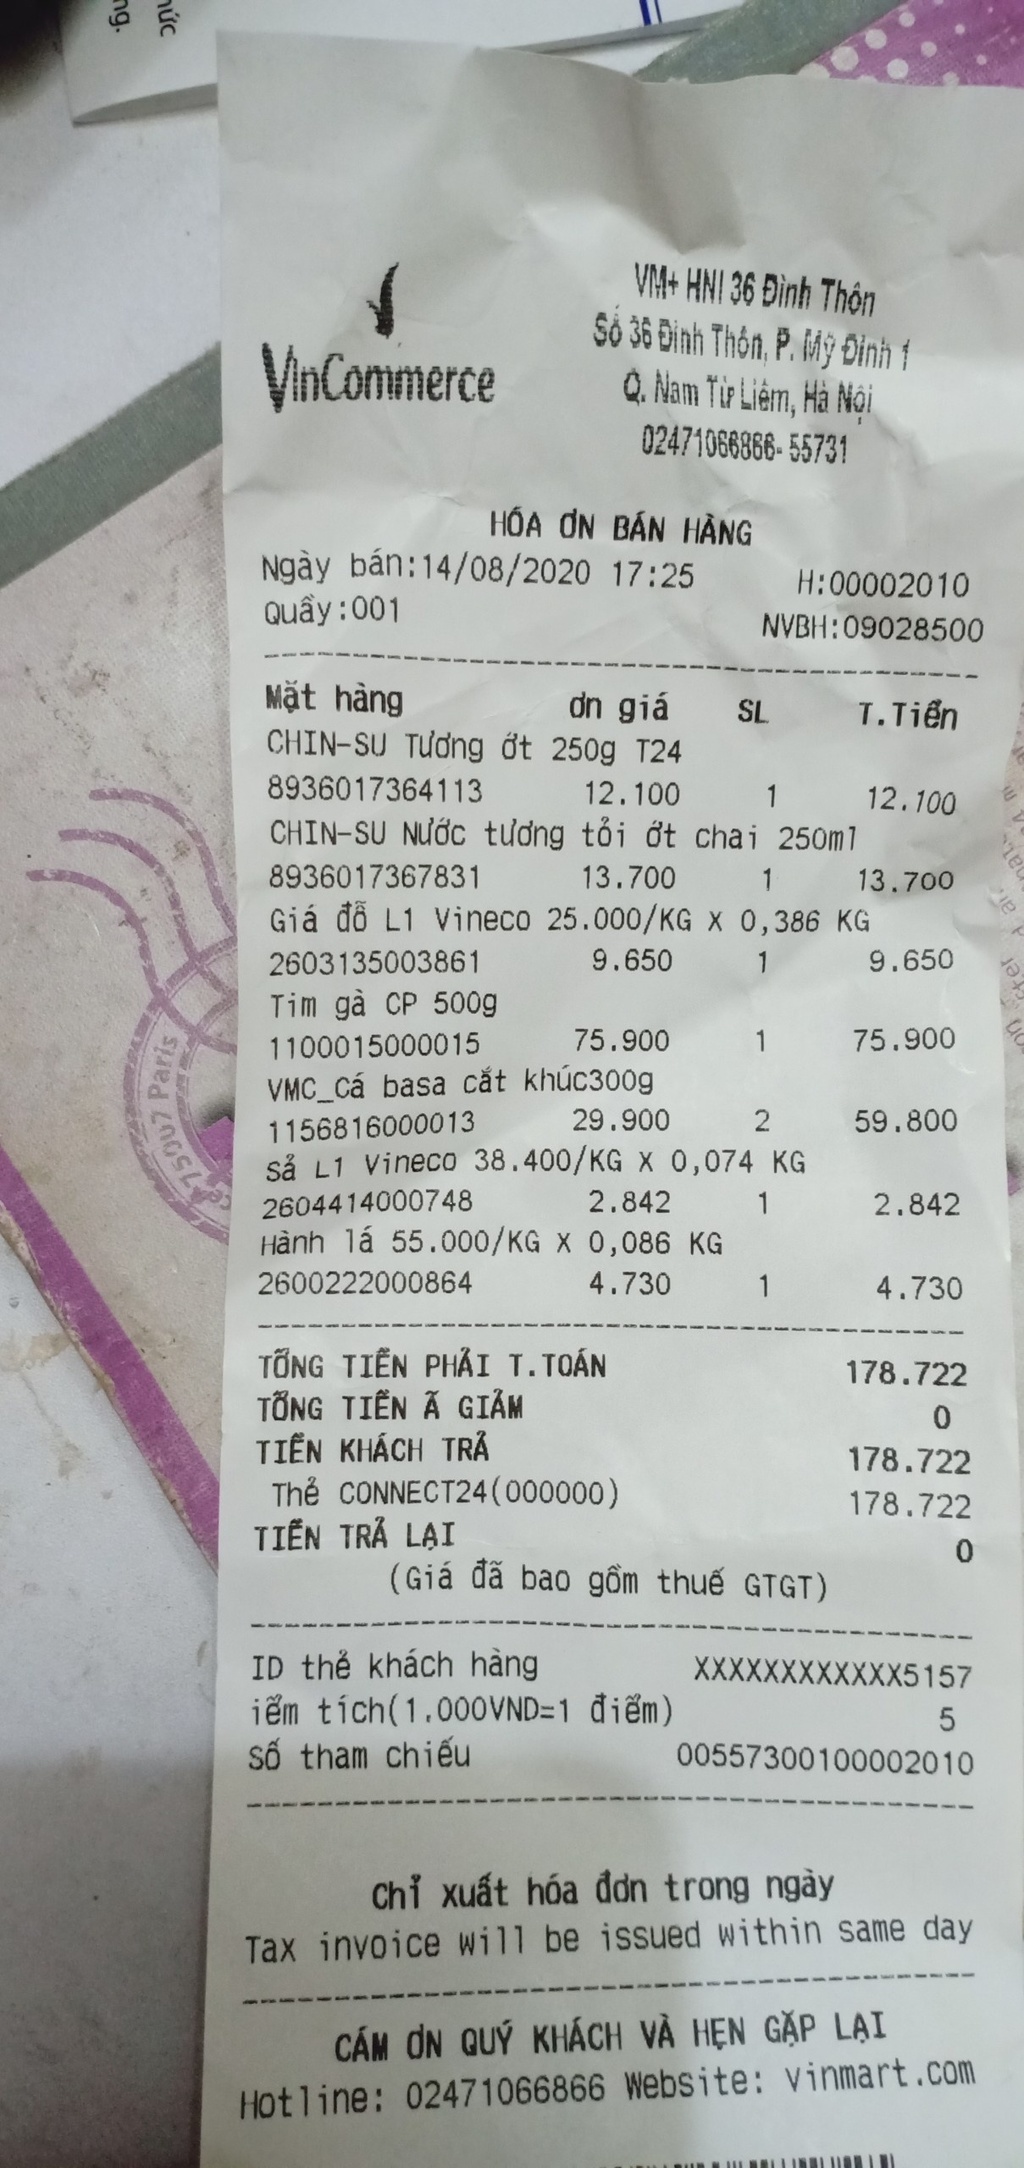 ức
ng.
VinCommerce
VM+ HNI 36 Đình Thôn
Số 36 Đình Thôn, P. Mỹ Đình 1
Q. Nam Từ Liêm, Hà Nội
02471066866- 55731
HÓA ƠN BÁN HÀNG
Ngày bán:14/08/2020 17:25 H:00002010
Quầy:001 NVBH:09028500
Mặt hàng ơn giá SL T.Tiền
CHIN-SU Tương ớt 250g T24
8936017364113 12.100 1 12.100
CHIN-SU Nước tương tỏi ớt chai 250ml
8936017367831 13.700 1 13.700
Giá đỗ L1 Vineco 25.000/KG X 0,386 KG
2603135003861 9.650 1 9.650
Tim gà CP 500g
1100015000015 75.900 1 75.900
VMC_Cá basa cắt khúc300g
1156816000013 29.900 2 59.800
Sả L1 Vineco 38.400/KG X 0,074 KG
2604414000748 2.842 1 2.842
Hành lá 55.000/KG X 0,086 KG
2600222000864 4.730 1 4.730
TỔNG TIỀN PHẢI T.TOÁN 178.722
TỔNG TIỀN Ã GIẢM 0
TIỀN KHÁCH TRẢ 178.722
Thẻ CONNECT24(000000) 178.722
TIỀN TRẢ LẠI 0
(Giá đã bao gồm thuế GTGT)
ID thẻ khách hàng XXXXXXXXXXXX5157
iểm tích(1.000VND=1 điểm) 5
Số tham chiếu 00557300100002010
Chỉ xuất hóa đơn trong ngày
Tax invoice will be issued within same day
CÁM ƠN QUÝ KHÁCH VÀ HẸN GẶP LẠI
Hotline: 02471066866 Website: vinmart.com
75007 Paris